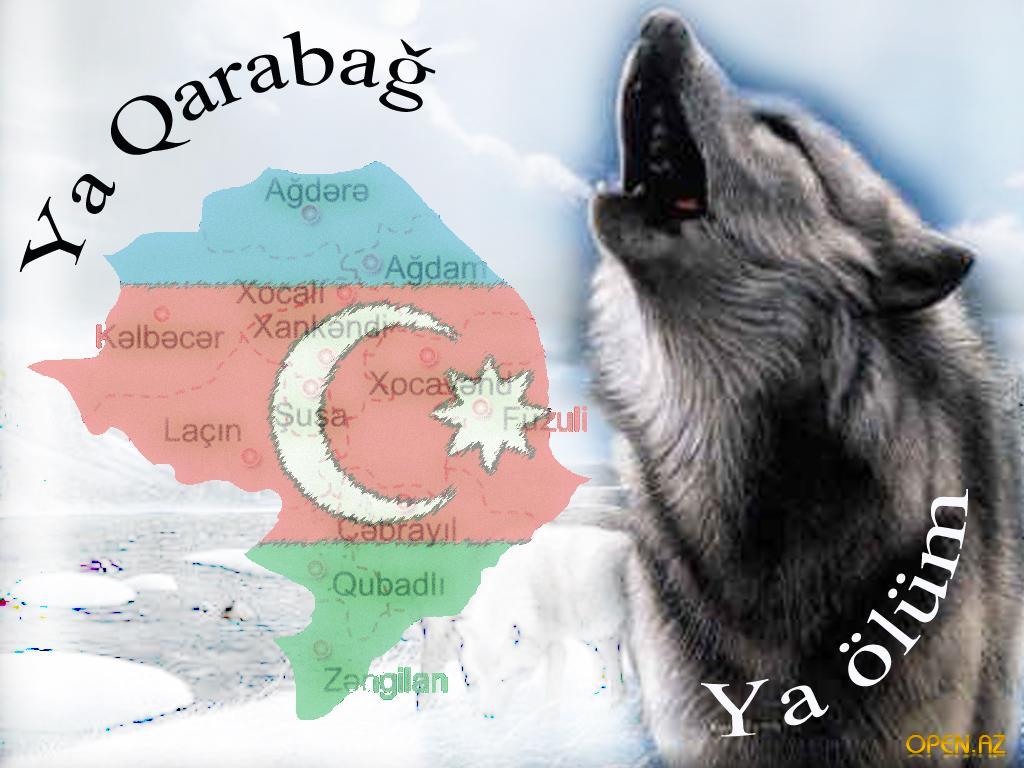 Ya Qarabağ
Ağdərə
Ağdam
Xocalı
Xankəndi
Kəlbəcər
Xocavənd
Şuşa
Füzuli
Laçın
Cəbrayıl
Qubadlı
Zəngilan
Ya ölüm
OPEN.AZ